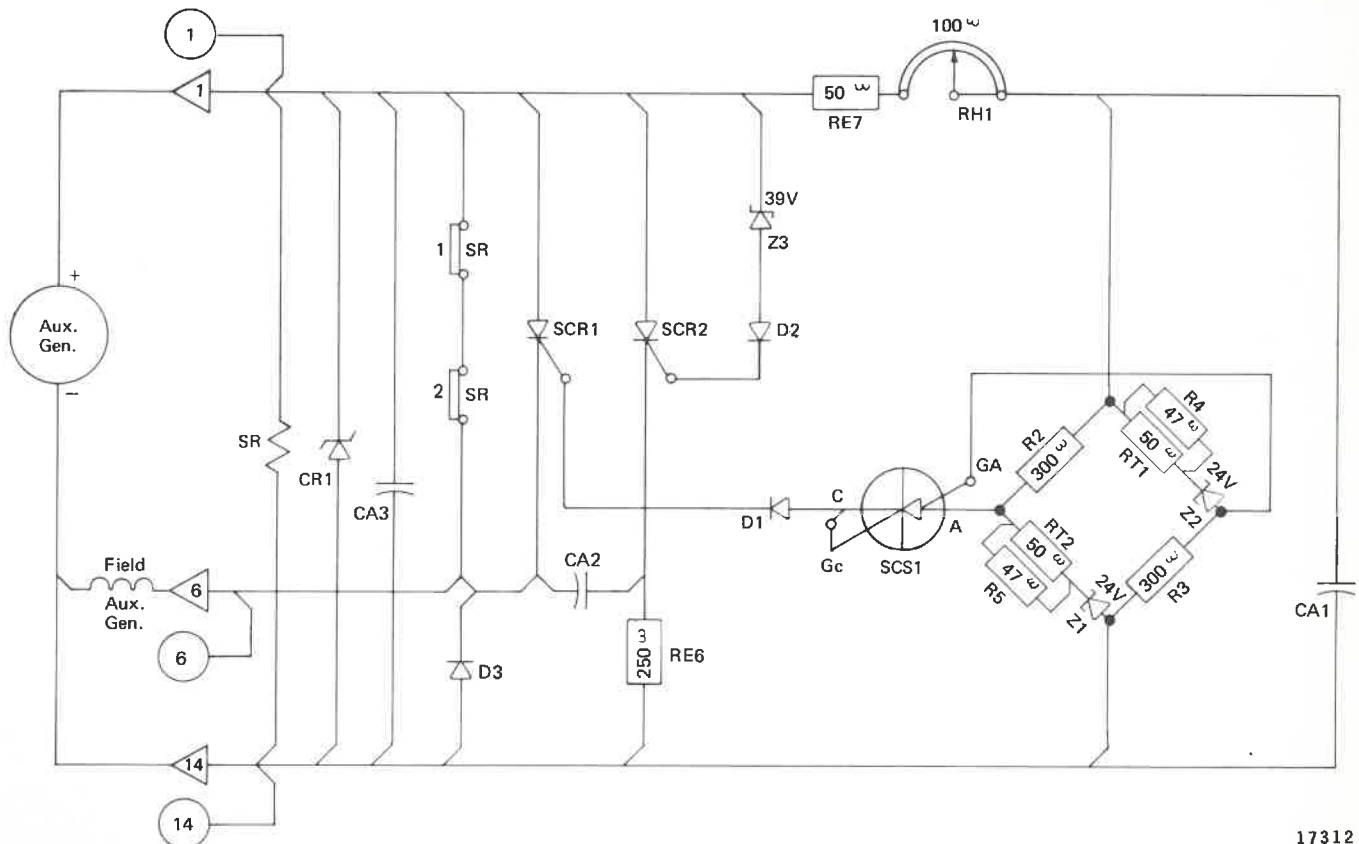 1
100 ω
1
50 ω
RE7
RH1
39V
Z3
1 SR
+
Aux.
Gen.
−
SCR1
SCR2
D2
2 SR
SR
CR1
CA3
R4
47 ω
50 ω
RT1
R2
300 ω
GA
24V
Z2
C
D1
A
Gc
SCS1
RT2
50 ω
47 ω
R5
24V
Z1
300 ω
R3
CA1
Field
Aux.
Gen.
6
CA2
6
D3
250 ω
RE6
14
14
17312